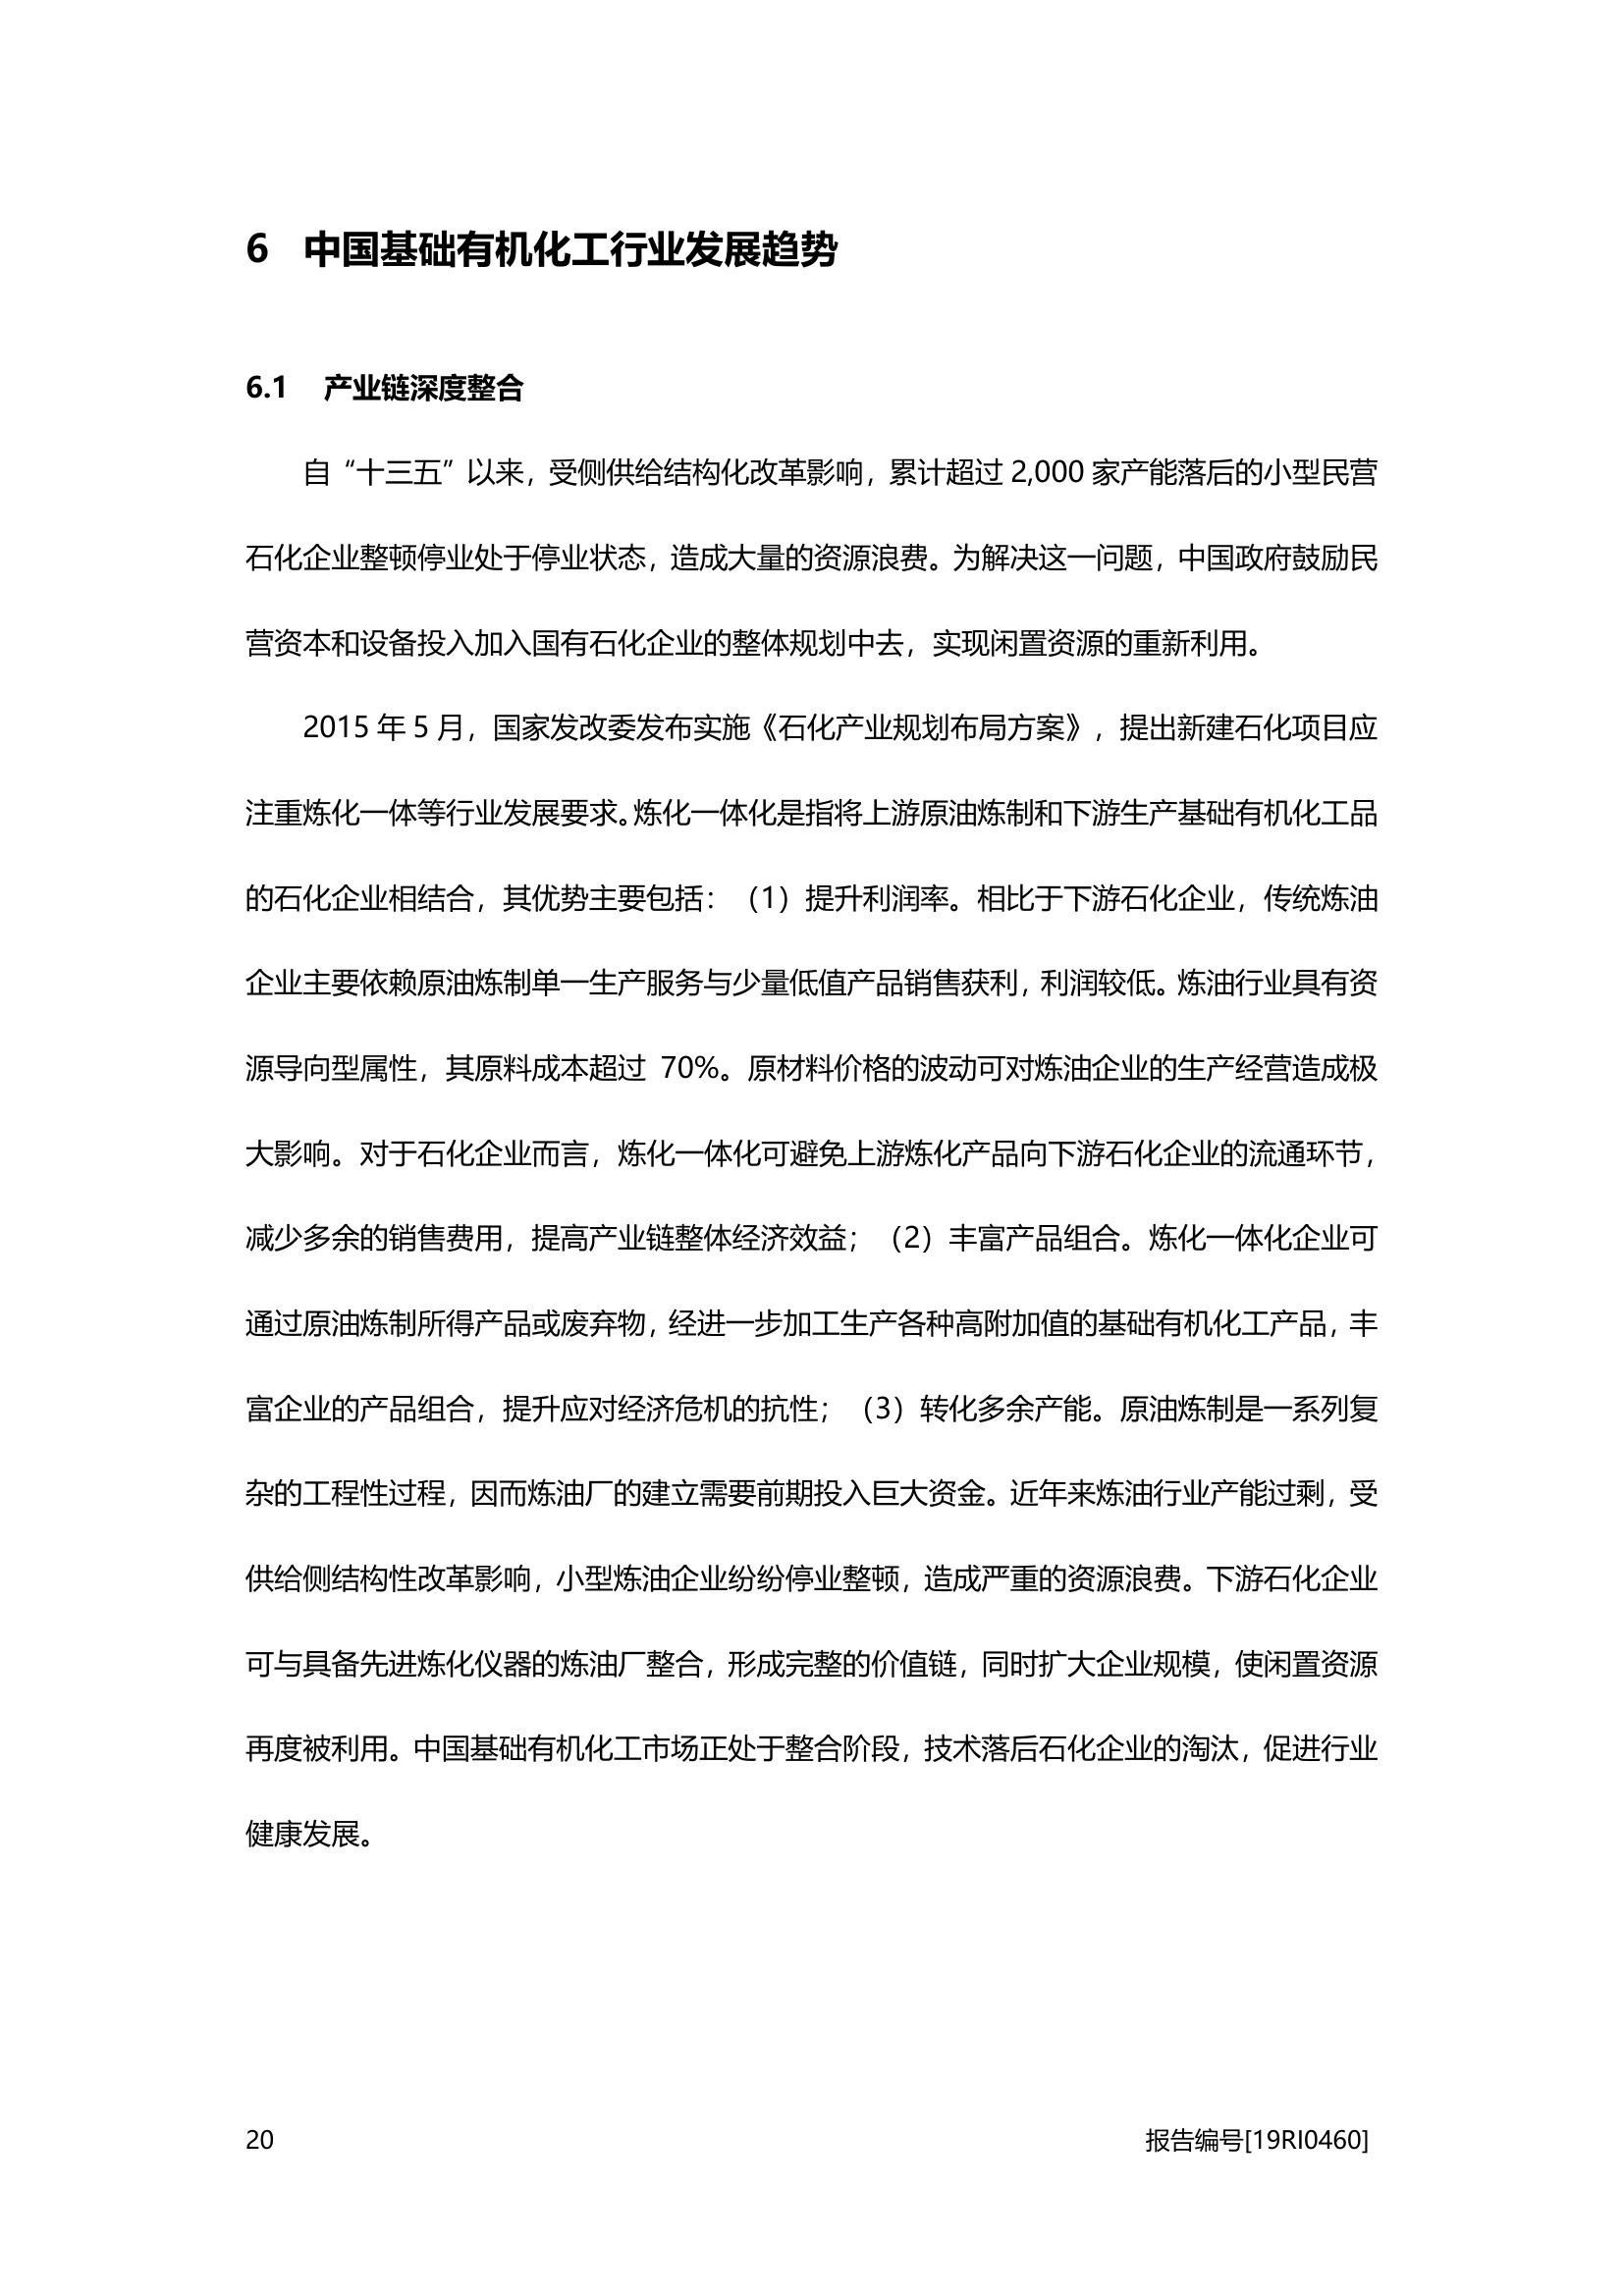 6 中国基础有机化工行业发展趋势
6.1 产业链深度整合
自“十三五”以来，受侧供给结构化改革影响，累计超过 2,000 家产能落后的小型民营
石化企业整顿停业处于停业状态，造成大量的资源浪费。为解决这一问题，中国政府鼓励民
营资本和设备投入加入国有石化企业的整体规划中去，实现闲置资源的重新利用。
2015 年 5 月，国家发改委发布实施《石化产业规划布局方案》，提出新建石化项目应
注重炼化一体等行业发展要求。炼化一体化是指将上游原油炼制和下游生产基础有机化工品
的石化企业相结合，其优势主要包括：（1）提升利润率。相比于下游石化企业，传统炼油
企业主要依赖原油炼制单一生产服务与少量低值产品销售获利，利润较低。炼油行业具有资
源导向型属性，其原料成本超过 70%。原材料价格的波动可对炼油企业的生产经营造成极
大影响。对于石化企业而言，炼化一体化可避免上游炼化产品向下游石化企业的流通环节，
减少多余的销售费用，提高产业链整体经济效益；（2）丰富产品组合。炼化一体化企业可
通过原油炼制所得产品或废弃物，经进一步加工生产各种高附加值的基础有机化工产品，丰
富企业的产品组合，提升应对经济危机的抗性；（3）转化多余产能。原油炼制是一系列复
杂的工程性过程，因而炼油厂的建立需要前期投入巨大资金。近年来炼油行业产能过剩，受
供给侧结构性改革影响，小型炼油企业纷纷停业整顿，造成严重的资源浪费。下游石化企业
可与具备先进炼化仪器的炼油厂整合，形成完整的价值链，同时扩大企业规模，使闲置资源
再度被利用。中国基础有机化工市场正处于整合阶段，技术落后石化企业的淘汰，促进行业
健康发展。
20 报告编号[19RI0460]